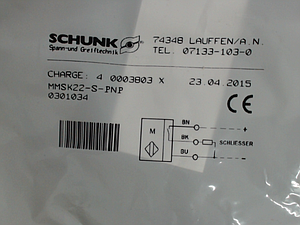 SCHUNK
Spann-und Greiftechnik
74348 LAUFFEN/A.N.
TEL. 07133-103-0
CHARGE: 4 0003803 X
23.04.2015
MMSK22-S-PNP
0301034
CE
M
BN
+
BK
SCHLIESSER
BU
-